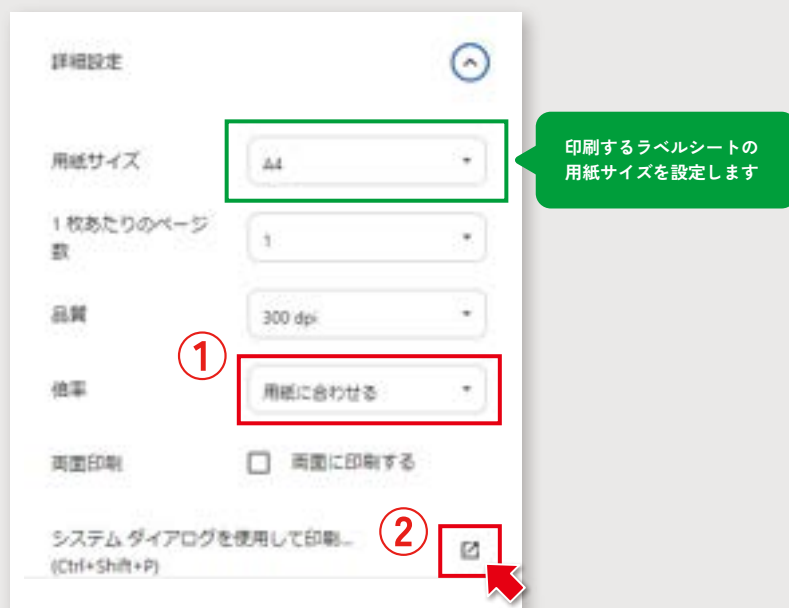 詳細設定
用紙サイズ
A4
印刷するラベルシートの
用紙サイズを設定します
1 枚あたりのページ
数
1
品質
300 dpi
①
倍率
用紙に合わせる
両面印刷
両面に印刷する
システム ダイアログを使用して印刷...
(Ctrl+Shift+P)
②